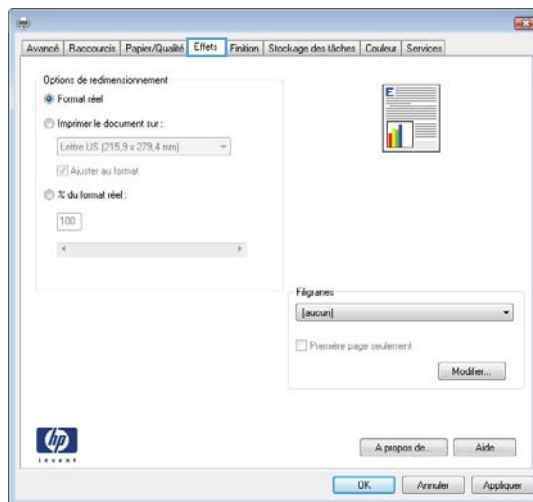 Avancé Raccourcis Papier/Qualité Effets Finition Stockage des tâches Couleur Services
Options de redimensionnement
Format réel
Imprimer le document sur :
Lettre US (215,9 x 279,4 mm)
Ajuster au format
% du format réel :
100
E
Filigranes
[aucun]
Première page seulement
Modifier...
hp
invent
A propos de... Aide
OK Annuler Appliquer